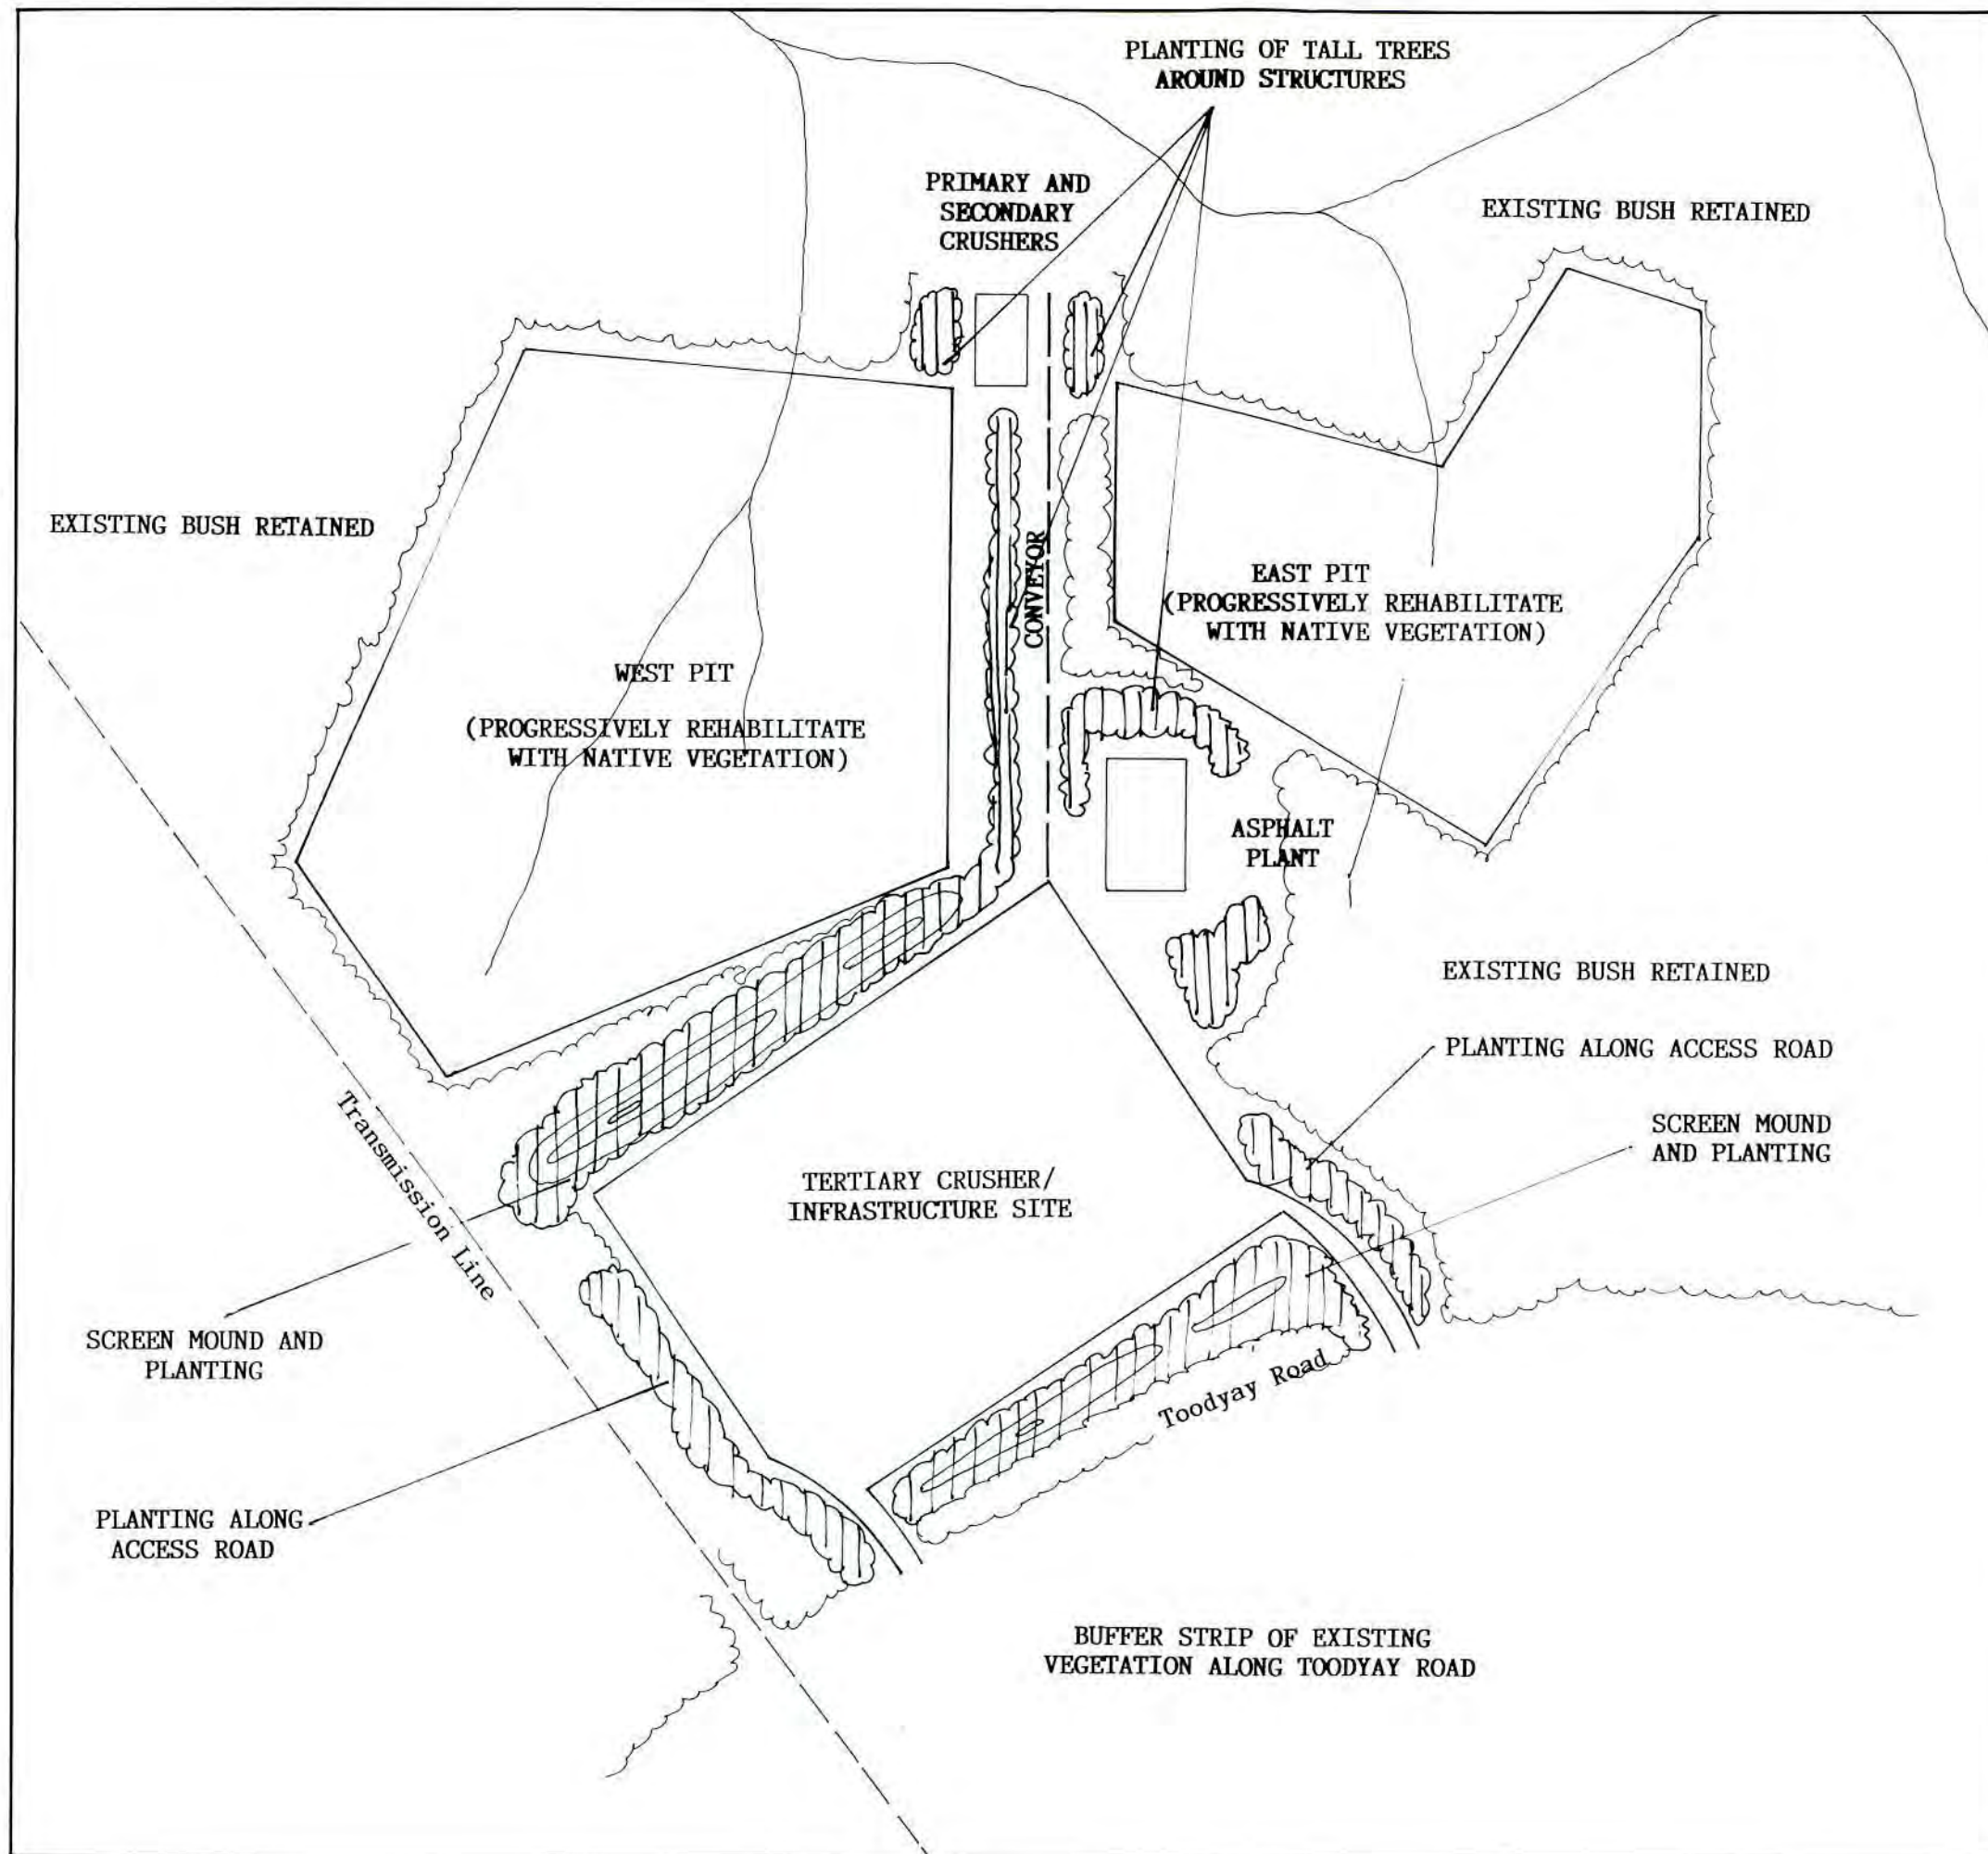 PLANTING OF TALL TREES
AROUND STRUCTURES
PRIMARY AND
SECONDARY
CRUSHERS
EXISTING BUSH RETAINED
EXISTING BUSH RETAINED
CONVEYOR
EAST PIT
(PROGRESSIVELY REHABILITATE
WITH NATIVE VEGETATION)
WEST PIT
(PROGRESSIVELY REHABILITATE
WITH NATIVE VEGETATION)
ASPHALT
PLANT
EXISTING BUSH RETAINED
PLANTING ALONG ACCESS ROAD
SCREEN MOUND
AND PLANTING
Transmission Line
TERTIARY CRUSHER/
INFRASTRUCTURE SITE
SCREEN MOUND AND
PLANTING
Toodyay Road
PLANTING ALONG
ACCESS ROAD
BUFFER STRIP OF EXISTING
VEGETATION ALONG TOODYAY ROAD